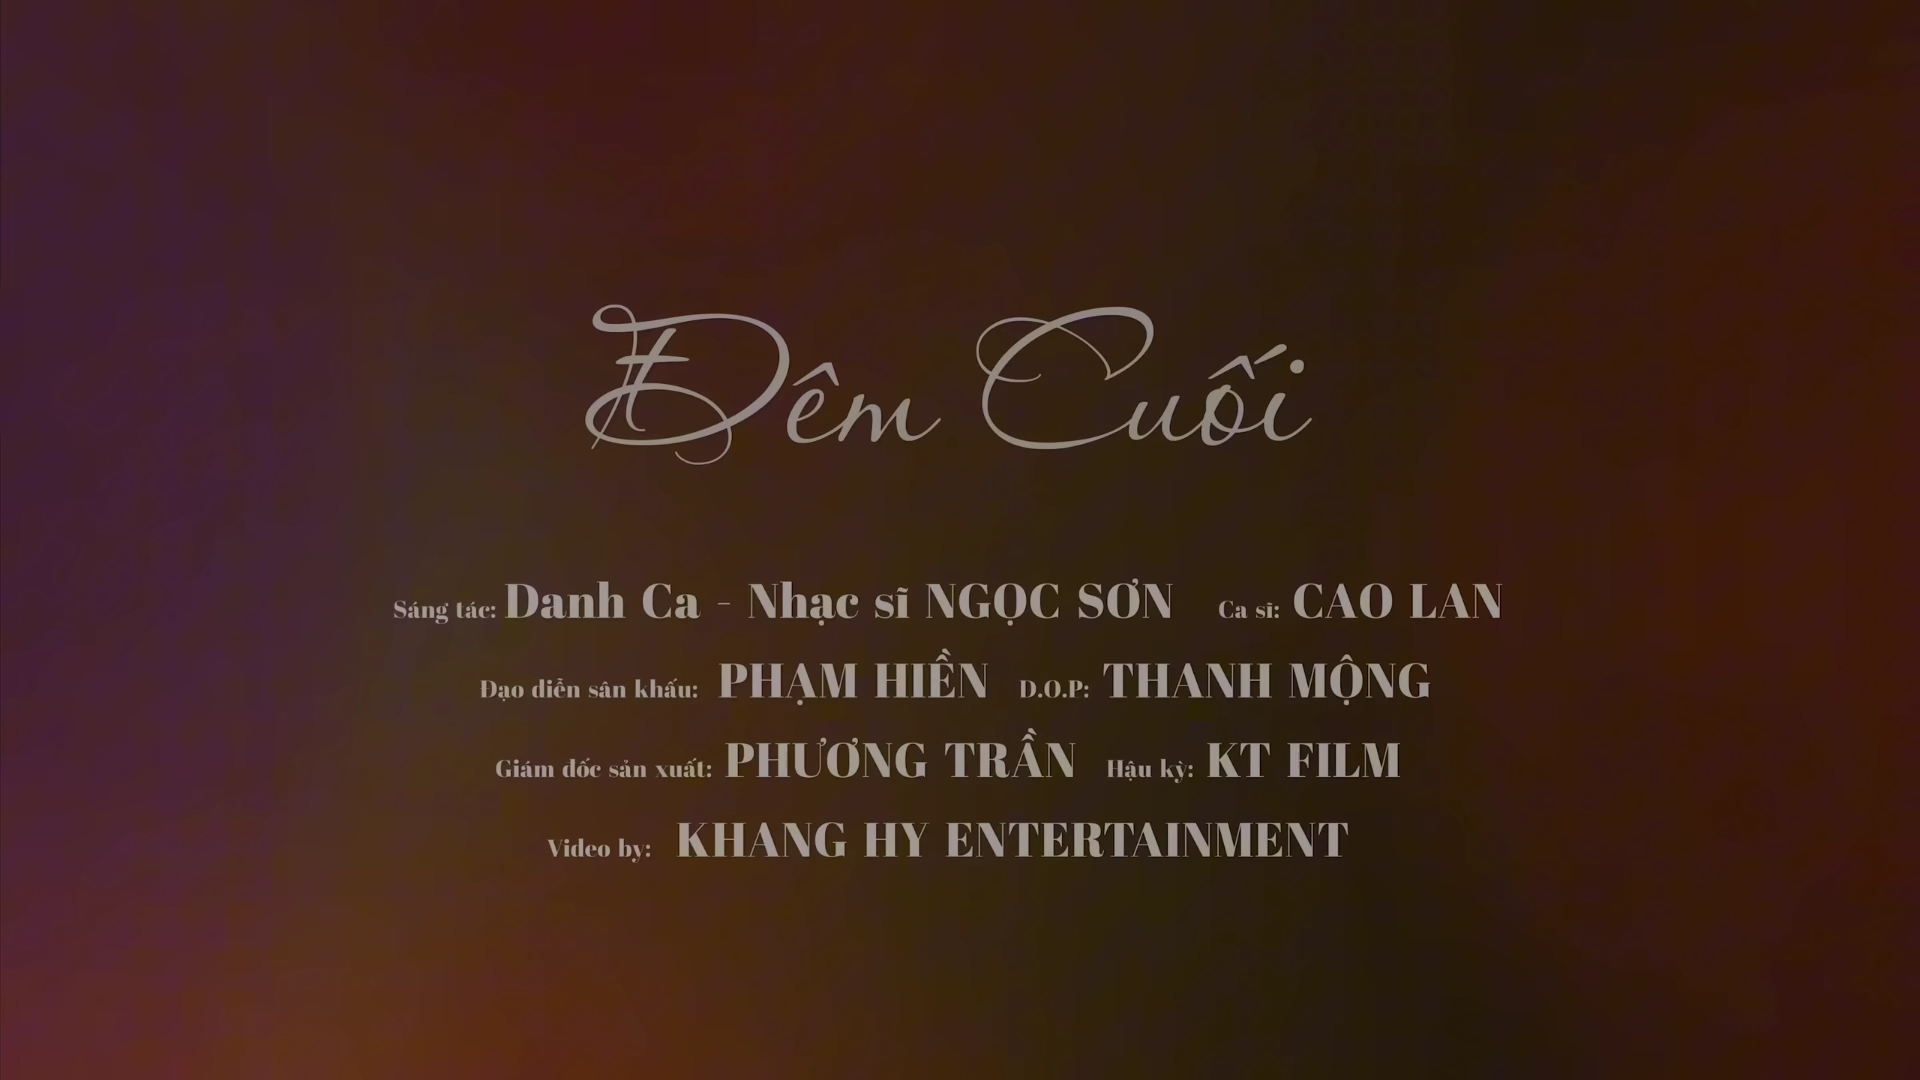 Đêm Cuối
Sáng tác: Danh Ca - Nhạc sĩ NGỌC SƠN Ca sĩ: CAO LAN
Đạo diễn sân khấu: PHẠM HIỀN D.O.P: THANH MỘNG
Giám đốc sản xuất: PHƯƠNG TRẦN Hậu kỳ: KT FILM
Video by: KHANG HY ENTERTAINMENT